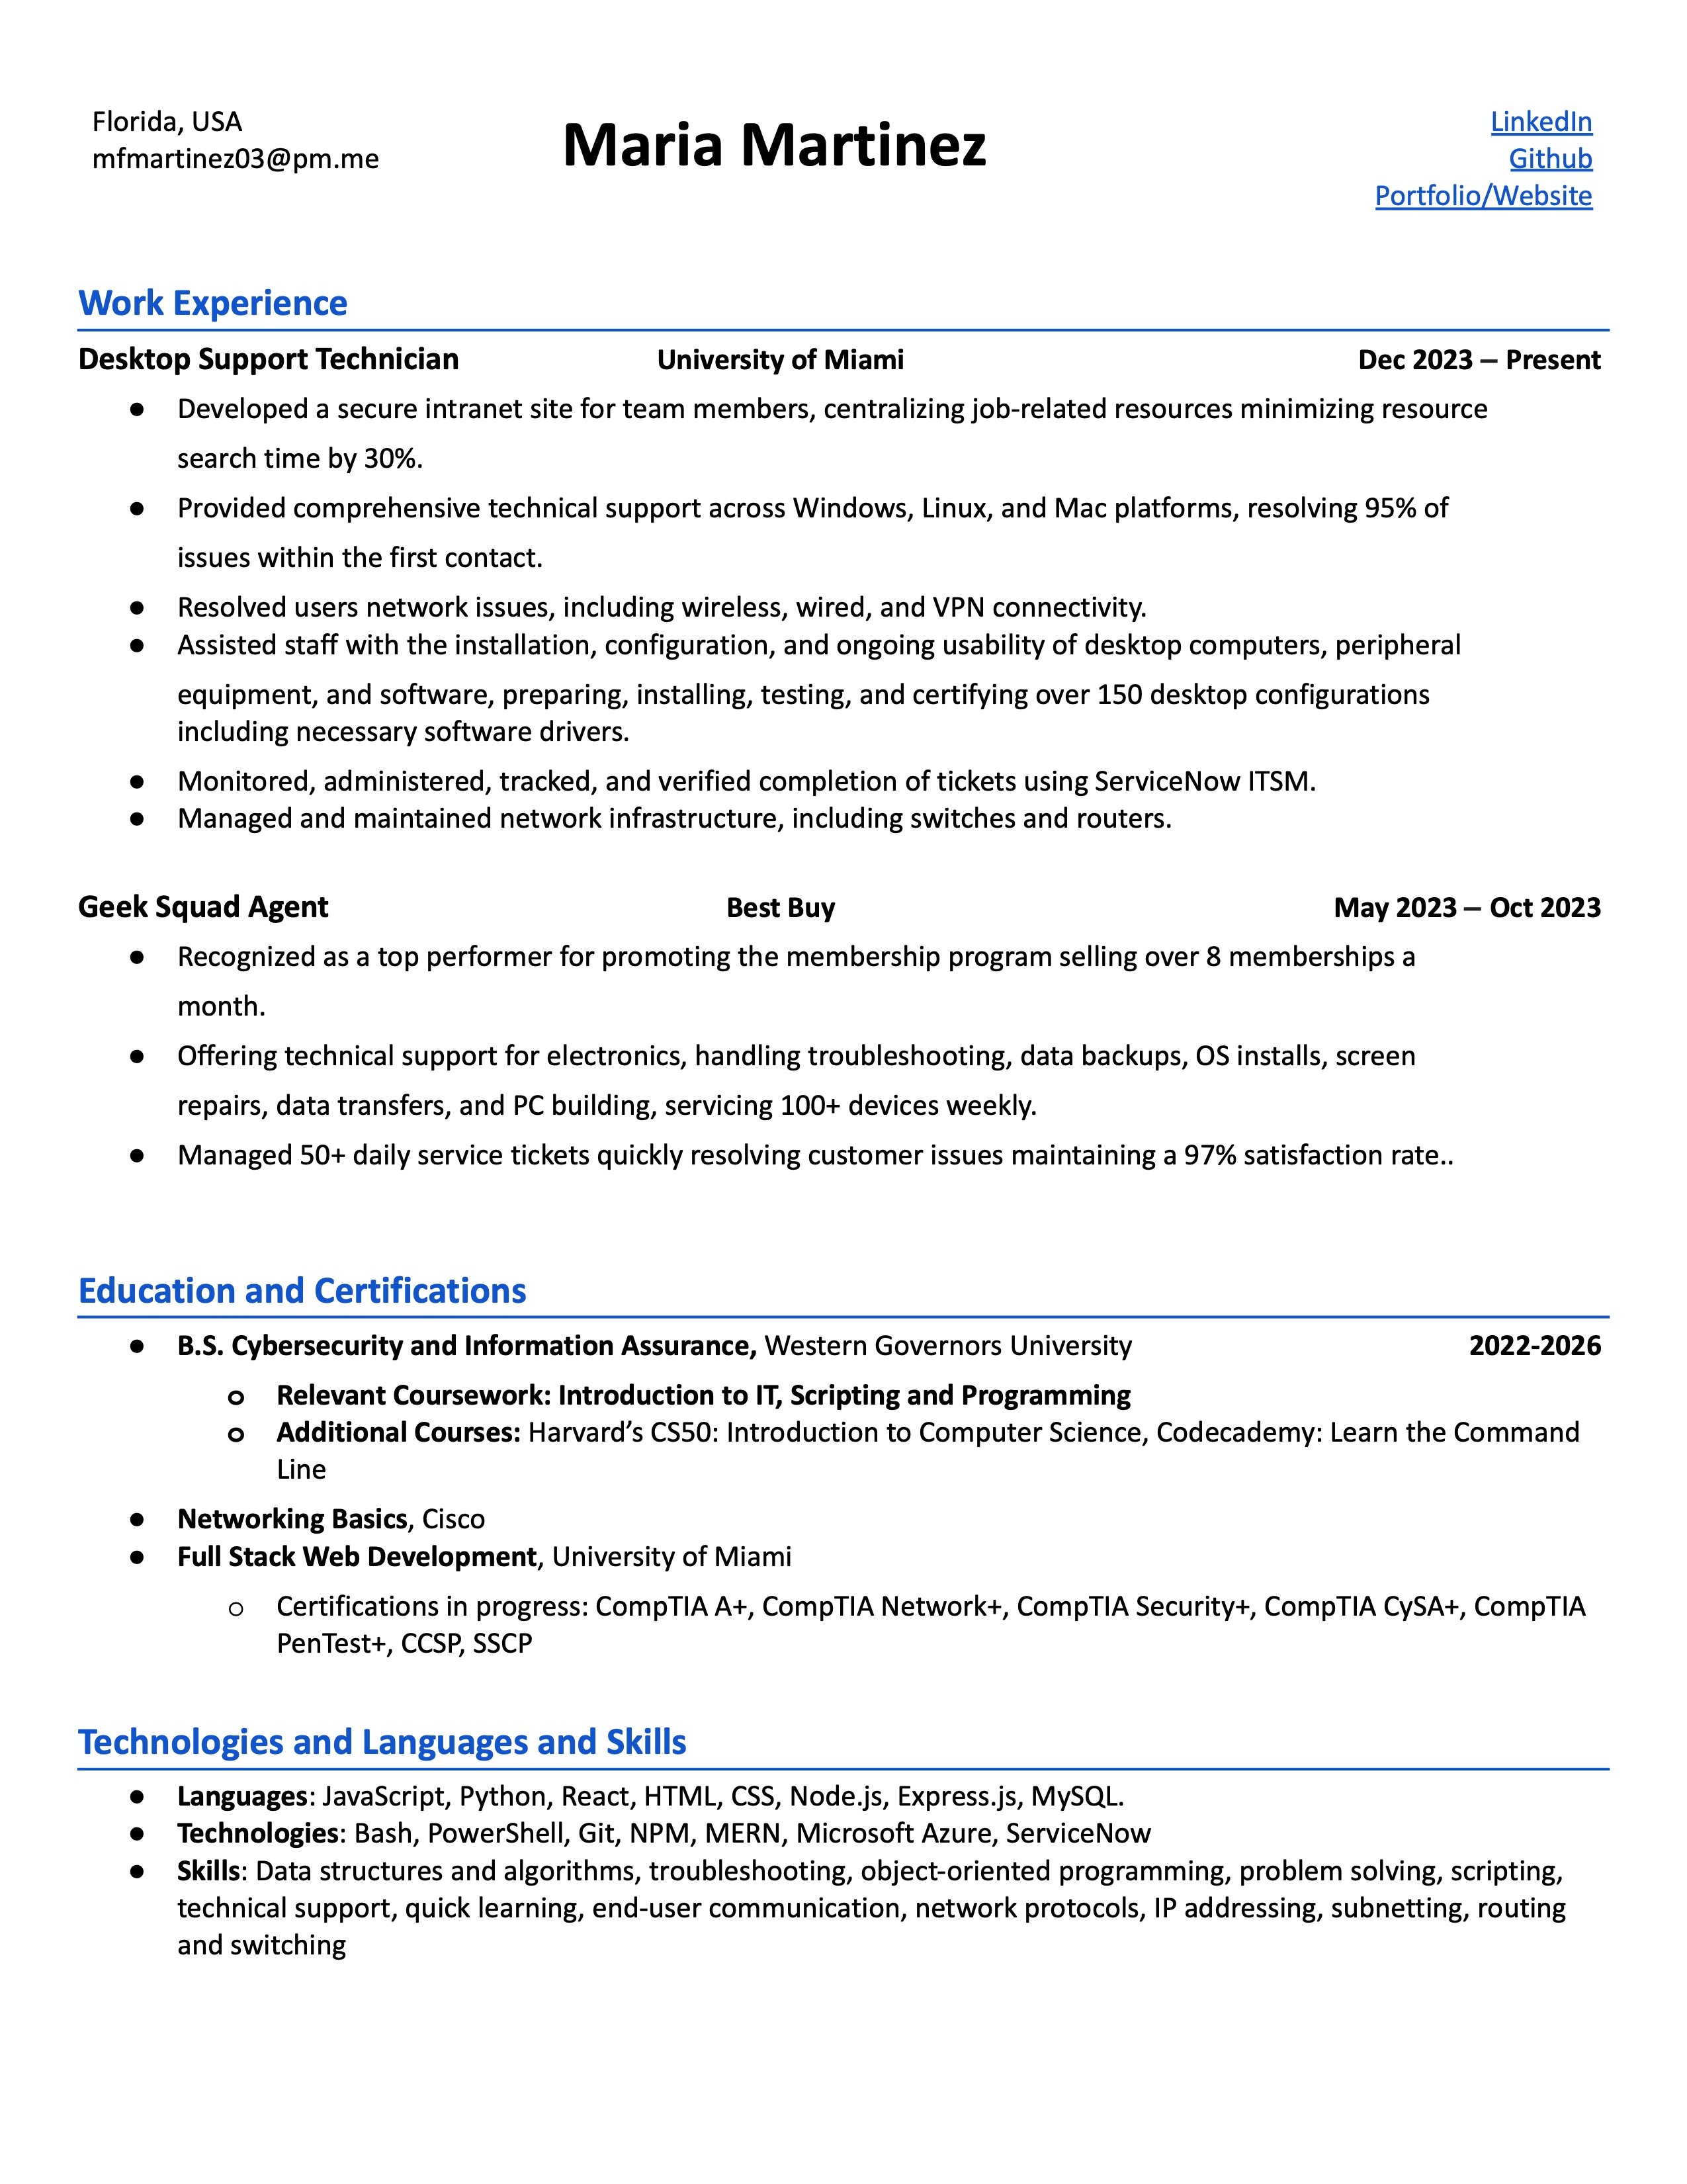 Florida, USA
mfmartinez03@pm.me
Maria Martinez
LinkedIn
Github
Portfolio/Website
Work Experience
Desktop Support Technician University of Miami Dec 2023 – Present
● Developed a secure intranet site for team members, centralizing job-related resources minimizing resource
search time by 30%.
● Provided comprehensive technical support across Windows, Linux, and Mac platforms, resolving 95% of
issues within the first contact.
● Resolved users network issues, including wireless, wired, and VPN connectivity.
● Assisted staff with the installation, configuration, and ongoing usability of desktop computers, peripheral
equipment, and software, preparing, installing, testing, and certifying over 150 desktop configurations
including necessary software drivers.
● Monitored, administered, tracked, and verified completion of tickets using ServiceNow ITSM.
● Managed and maintained network infrastructure, including switches and routers.
Geek Squad Agent Best Buy May 2023 – Oct 2023
● Recognized as a top performer for promoting the membership program selling over 8 memberships a
month.
● Offering technical support for electronics, handling troubleshooting, data backups, OS installs, screen
repairs, data transfers, and PC building, servicing 100+ devices weekly.
● Managed 50+ daily service tickets quickly resolving customer issues maintaining a 97% satisfaction rate..
Education and Certifications
● B.S. Cybersecurity and Information Assurance, Western Governors University 2022-2026
o Relevant Coursework: Introduction to IT, Scripting and Programming
o Additional Courses: Harvard’s CS50: Introduction to Computer Science, Codecademy: Learn the Command
Line
● Networking Basics, Cisco
● Full Stack Web Development, University of Miami
○ Certifications in progress: CompTIA A+, CompTIA Network+, CompTIA Security+, CompTIA CySA+, CompTIA
PenTest+, CCSP, SSCP
Technologies and Languages and Skills
● Languages: JavaScript, Python, React, HTML, CSS, Node.js, Express.js, MySQL.
● Technologies: Bash, PowerShell, Git, NPM, MERN, Microsoft Azure, ServiceNow
● Skills: Data structures and algorithms, troubleshooting, object-oriented programming, problem solving, scripting,
technical support, quick learning, end-user communication, network protocols, IP addressing, subnetting, routing
and switching